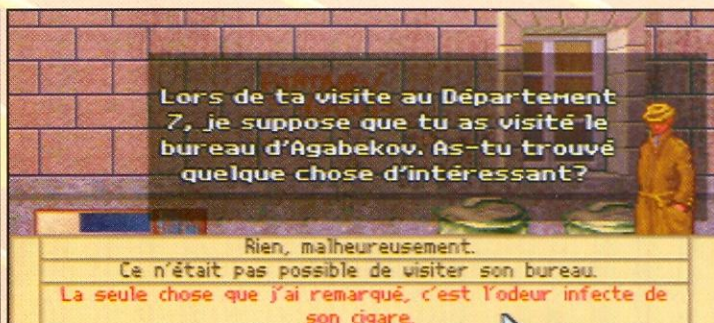 Lors de ta visite au Département
7, je suppose que tu as visité le
bureau d'Agabekov. As-tu trouvé
quelque chose d'intéressant?
Rien, malheureusement.
Ce n'était pas possible de visiter son bureau.
La seule chose que j'ai remarqué, c'est l'odeur infecte de
son cigare.